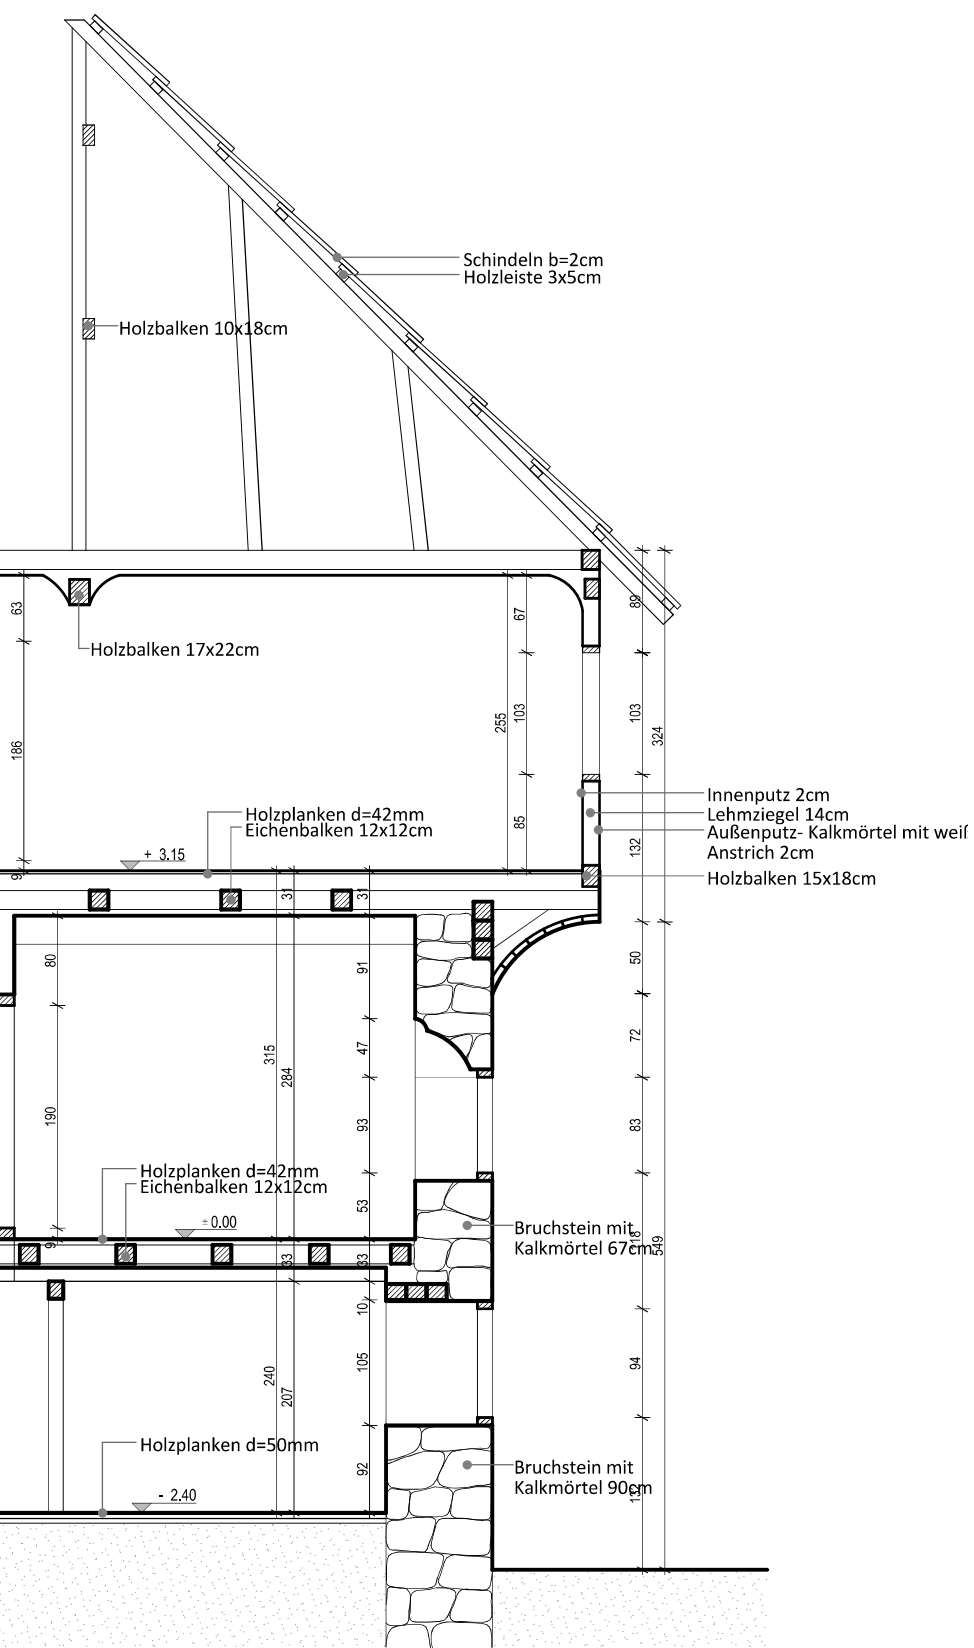 Schindeln b=2cm
Holzleiste 3x5cm
Holzbalken 10x18cm
63
67
89
Holzbalken 17x22cm
255
103
103
324
186
Innenputz 2cm
Lehmziegel 14cm
Außenputz- Kalkmörtel mit weiß
Anstrich 2cm
Holzplanken d=42mm
Eichenbalken 12x12cm
85
132
+ 3.15
9
31
31
Holzbalken 15x18cm
80
91
50
315
284
47
72
190
93
83
Holzplanken d=42mm
Eichenbalken 12x12cm
53
± 0.00
Bruchstein mit
Kalkmörtel 67cm
118
549
9
33
33
10
105
94
240
207
Holzplanken d=50mm
92
Bruchstein mit
Kalkmörtel 90cm
- 2.40